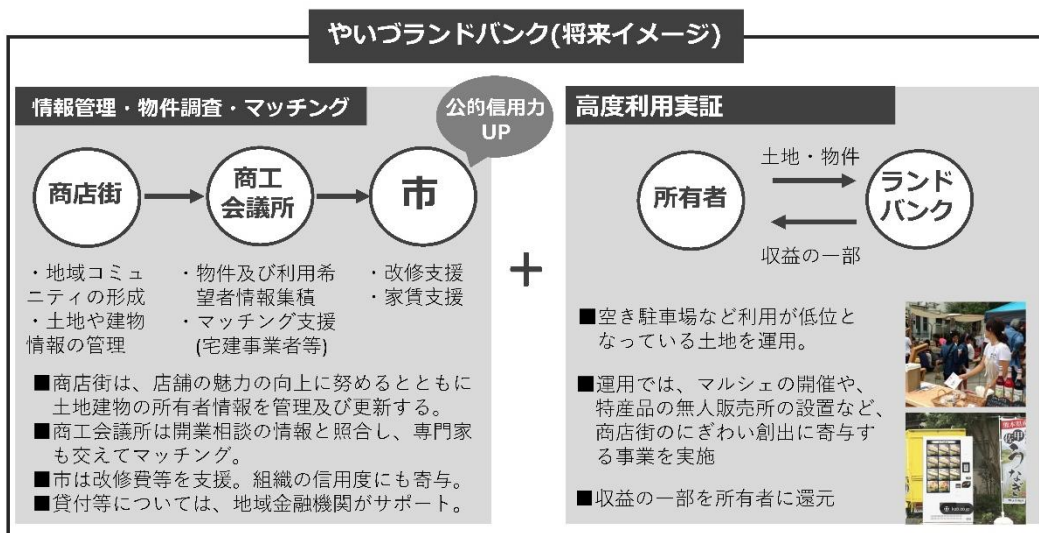 やいづランドバンク(将来イメージ)
情報管理・物件調査・マッチング
公的信用力
UP
商店街
商工
会議所
市
・地域コミュ
ニティの形成
・土地や建物
情報の管理
・物件及び利用希
望者情報集積
・マッチング支援
(宅建事業者等)
・改修支援
・家賃支援
■商店街は、店舗の魅力の向上に努めるとともに
土地建物の所有者情報を管理及び更新する。
■商工会議所は開業相談の情報と照合し、専門家
も交えてマッチング。
■市は改修費等を支援。組織の信用度にも寄与。
■貸付等については、地域金融機関がサポート。
+
高度利用実証
所有者
土地・物件
収益の一部
ランド
バンク
■空き駐車場など利用が低位と
なっている土地を運用。
■運用では、マルシェの開催や、
特産品の無人販売所の設置など、
商店街のにぎわい創出に寄与す
る事業を実施
■収益の一部を所有者に還元
うなぎ